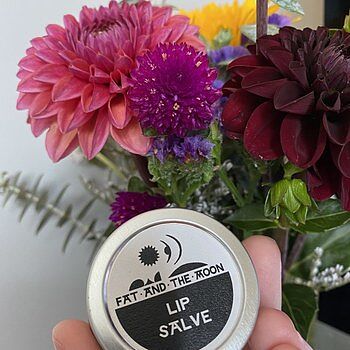 FAT · AND · THE · MOON
LIP
SALVE